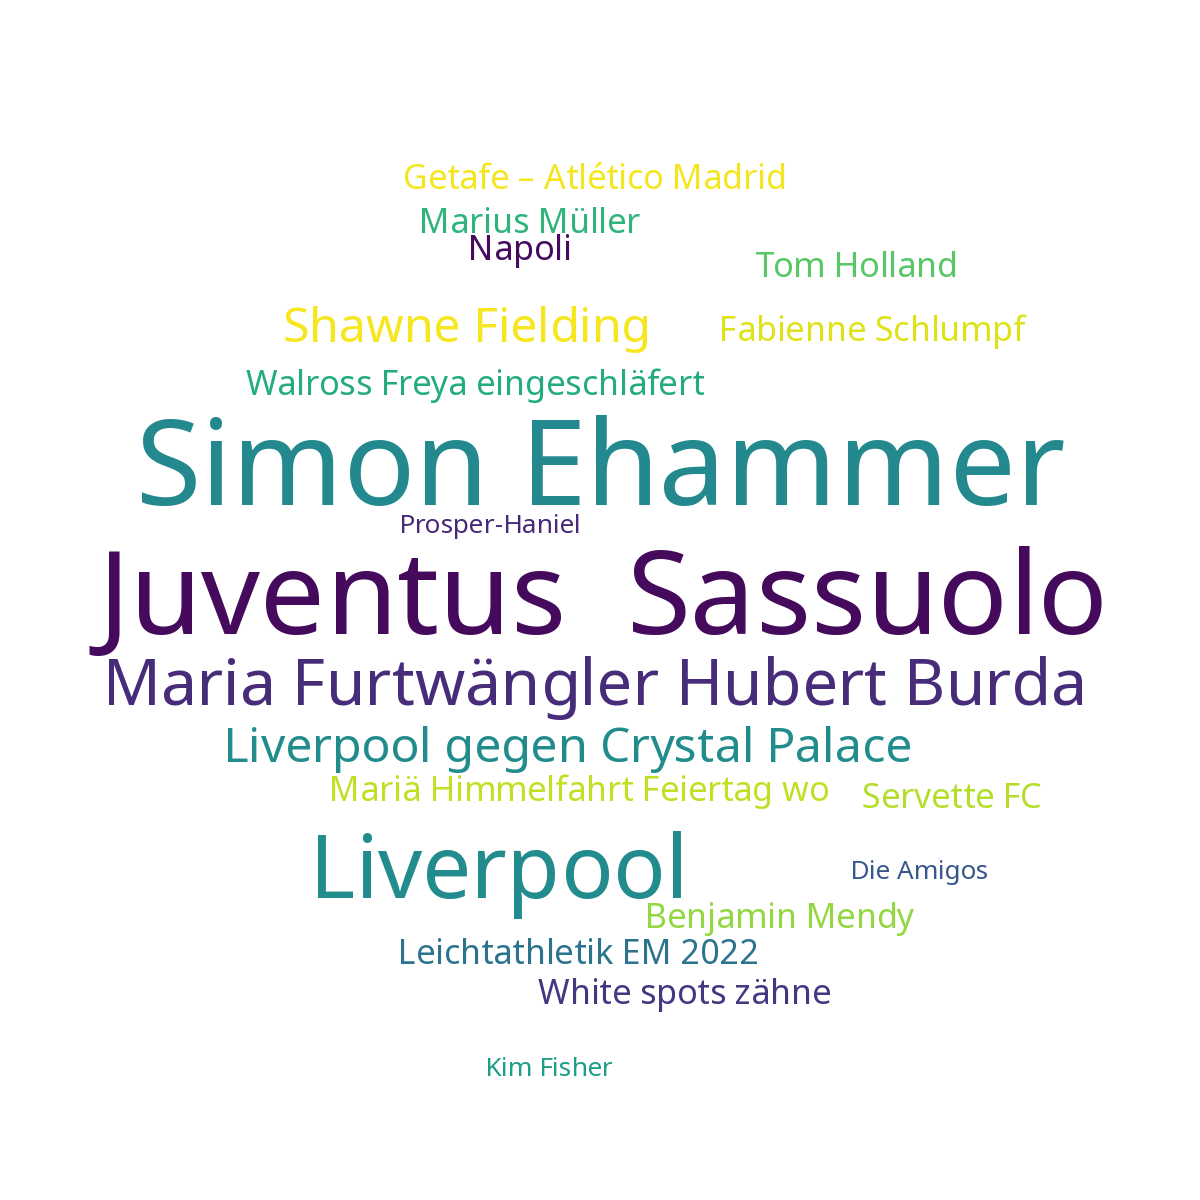 Getafe – Atlético Madrid
Marius Müller
Napoli
Tom Holland
Shawne Fielding
Fabienne Schlumpf
Walross Freya eingeschläfert
Simon Ehammer
Prosper-Haniel
Juventus  Sassuolo
Maria Furtwängler Hubert Burda
Liverpool gegen Crystal Palace
Mariä Himmelfahrt Feiertag wo
Servette FC
Liverpool
Die Amigos
Benjamin Mendy
Leichtathletik EM 2022
White spots zähne
Kim Fisher